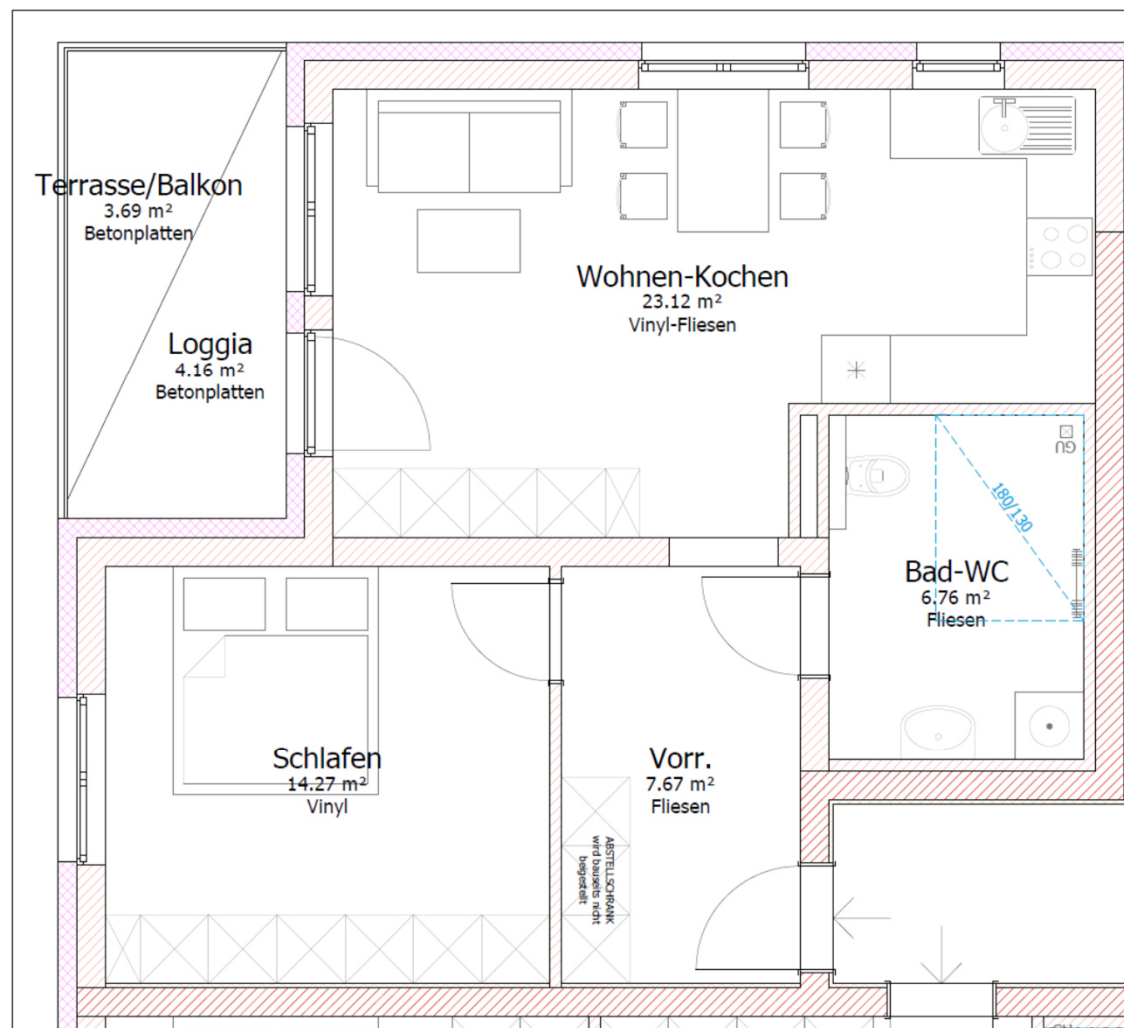 Terrasse/Balkon
3.69 m²
Betonplatten
Loggia
4.16 m²
Betonplatten
Wohnen-Kochen
23.12 m²
Vinyl-Fliesen
GU
180/130
Bad-WC
6.76 m²
Fliesen
Schlafen
14.27 m²
Vinyl
Vorr.
7.67 m²
Fliesen
ABSTELLSCHRANK
wird bauseits nicht
beigestellt